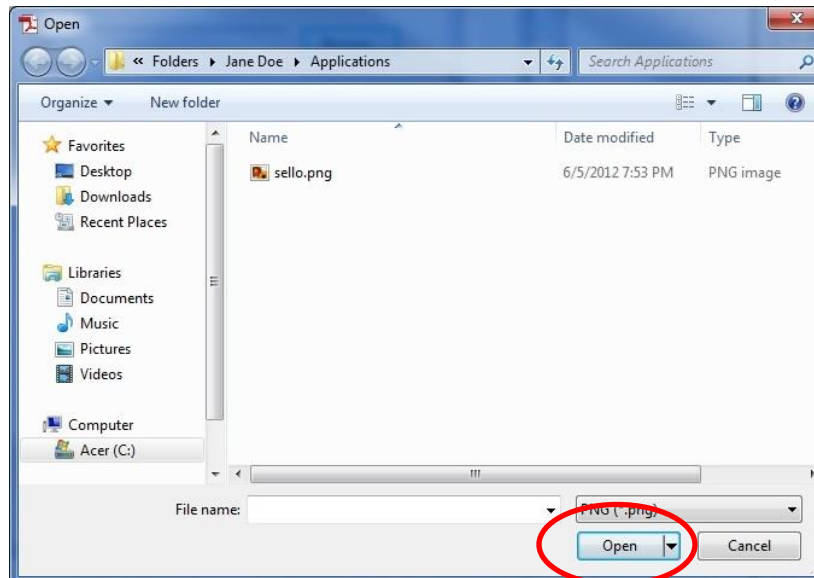 Open
« Folders Jane Doe Applications Search Applications
Organize New folder
Name Date modified Type
Favorites
Desktop sello.png 6/5/2012 7:53 PM PNG image
Downloads
Recent Places
Libraries
Documents
Music
Pictures
Videos
Computer
Acer (C:)
File name: PNG (*.png)
Open Cancel